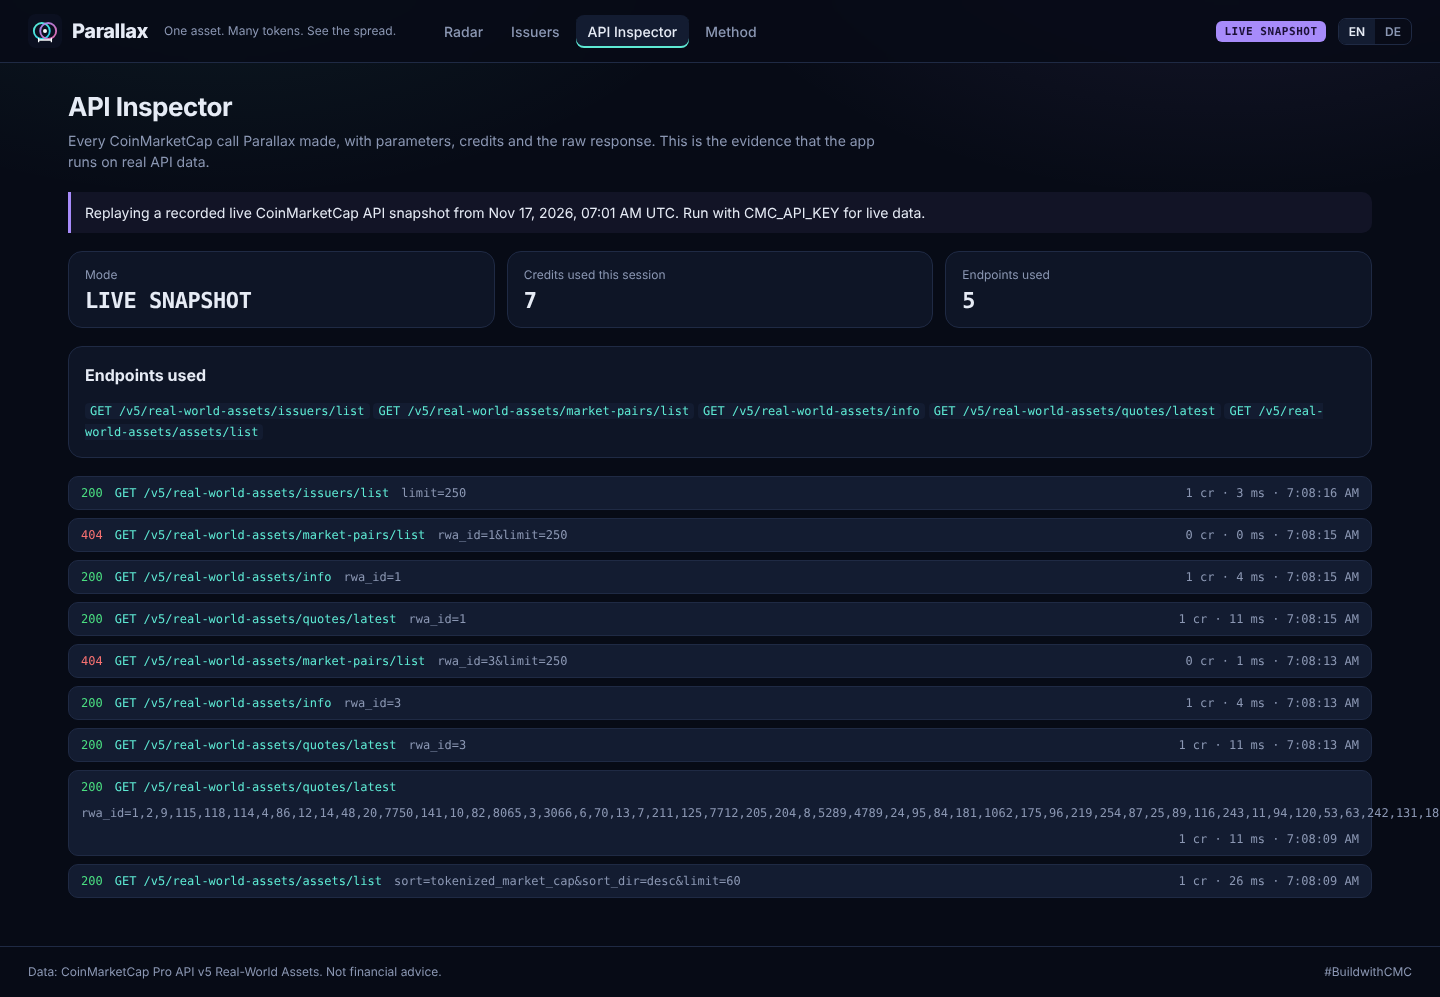 Parallax One asset. Many tokens. See the spread. Radar Issuers API Inspector Method LIVE SNAPSHOT EN DE
API Inspector
Every CoinMarketCap call Parallax made, with parameters, credits and the raw response. This is the evidence that the app
runs on real API data.
Replaying a recorded live CoinMarketCap API snapshot from Nov 17, 2026, 07:01 AM UTC. Run with CMC_API_KEY for live data.
Mode Credits used this session Endpoints used
LIVE SNAPSHOT 7 5
Endpoints used
GET /v5/real-world-assets/issuers/list GET /v5/real-world-assets/market-pairs/list GET /v5/real-world-assets/info GET /v5/real-world-assets/quotes/latest GET /v5/real-
world-assets/assets/list
200 GET /v5/real-world-assets/issuers/list limit=250 1 cr · 3 ms · 7:08:16 AM
404 GET /v5/real-world-assets/market-pairs/list rwa_id=1&limit=250 0 cr · 0 ms · 7:08:15 AM
200 GET /v5/real-world-assets/info rwa_id=1 1 cr · 4 ms · 7:08:15 AM
200 GET /v5/real-world-assets/quotes/latest rwa_id=1 1 cr · 11 ms · 7:08:15 AM
404 GET /v5/real-world-assets/market-pairs/list rwa_id=3&limit=250 0 cr · 1 ms · 7:08:13 AM
200 GET /v5/real-world-assets/info rwa_id=3 1 cr · 4 ms · 7:08:13 AM
200 GET /v5/real-world-assets/quotes/latest rwa_id=3 1 cr · 11 ms · 7:08:13 AM
200 GET /v5/real-world-assets/quotes/latest
rwa_id=1,2,9,115,118,114,4,86,12,14,48,20,7750,141,10,82,8065,3,3066,6,70,13,7,211,125,7712,205,204,8,5289,4789,24,95,84,181,1062,175,96,219,254,87,25,89,116,243,11,94,120,53,63,242,131,18
1 cr · 11 ms · 7:08:09 AM
200 GET /v5/real-world-assets/assets/list sort=tokenized_market_cap&sort_dir=desc&limit=60 1 cr · 26 ms · 7:08:09 AM
Data: CoinMarketCap Pro API v5 Real-World Assets. Not financial advice. #BuildwithCMC